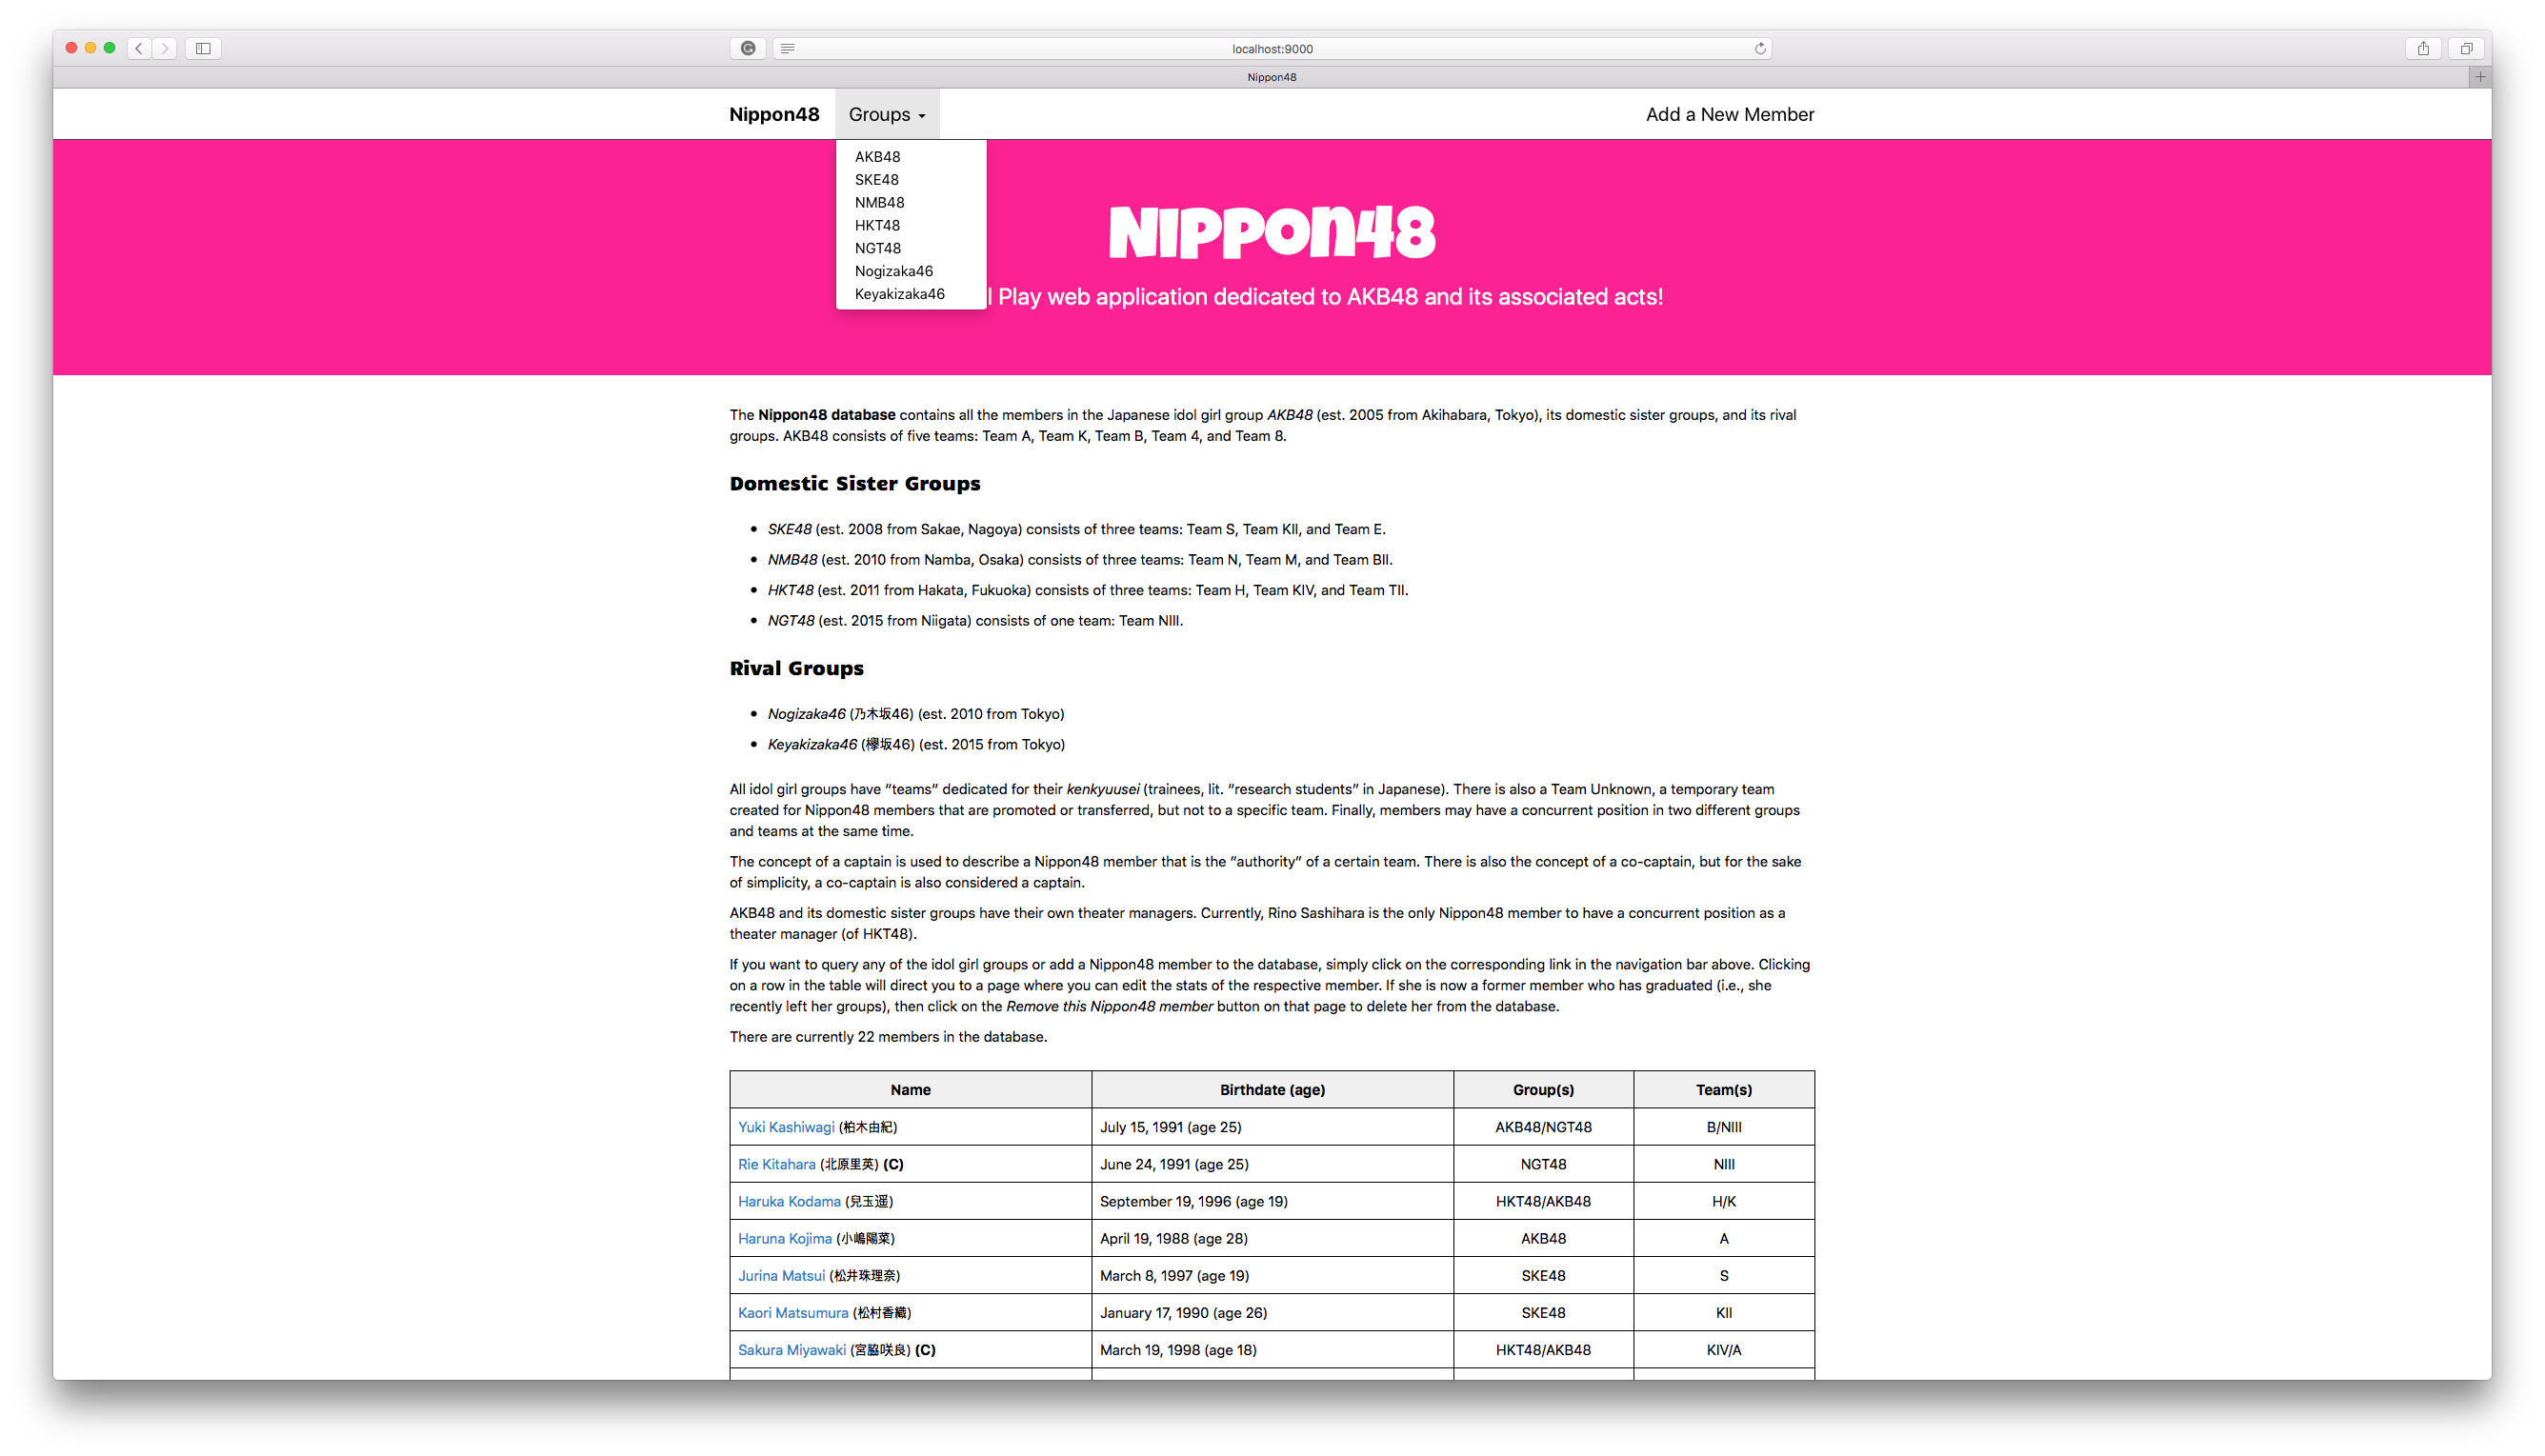 localhost:9000
Nippon48
Nippon48 Groups Add a New Member
AKB48
SKE48
NMB48
HKT48
NGT48
Nogizaka46
Keyakizaka46
Nippon48
Play web application dedicated to AKB48 and its associated acts!
The Nippon48 database contains all the members in the Japanese idol girl group AKB48 (est. 2005 from Akihabara, Tokyo), its domestic sister groups, and its rival
groups. AKB48 consists of five teams: Team A, Team K, Team B, Team 4, and Team 8.
Domestic Sister Groups
• SKE48 (est. 2008 from Sakae, Nagoya) consists of three teams: Team S, Team KII, and Team E.
• NMB48 (est. 2010 from Namba, Osaka) consists of three teams: Team N, Team M, and Team BII.
• HKT48 (est. 2011 from Hakata, Fukuoka) consists of three teams: Team H, Team KIV, and Team TII.
• NGT48 (est. 2015 from Niigata) consists of one team: Team NIII.
Rival Groups
• Nogizaka46 (乃木坂46) (est. 2010 from Tokyo)
• Keyakizaka46 (欅坂46) (est. 2015 from Tokyo)
All idol girl groups have “teams” dedicated for their kenkyuusei (trainees, lit. “research students” in Japanese). There is also a Team Unknown, a temporary team
created for Nippon48 members that are promoted or transferred, but not to a specific team. Finally, members may have a concurrent position in two different groups
and teams at the same time.
The concept of a captain is used to describe a Nippon48 member that is the “authority” of a certain team. There is also the concept of a co-captain, but for the sake
of simplicity, a co-captain is also considered a captain.
AKB48 and its domestic sister groups have their own theater managers. Currently, Rino Sashihara is the only Nippon48 member to have a concurrent position as a
theater manager (of HKT48).
If you want to query any of the idol girl groups or add a Nippon48 member to the database, simply click on the corresponding link in the navigation bar above. Clicking
on a row in the table will direct you to a page where you can edit the stats of the respective member. If she is now a former member who has graduated (i.e., she
recently left her groups), then click on the Remove this Nippon48 member button on that page to delete her from the database.
There are currently 22 members in the database.
Name Birthdate (age) Group(s) Team(s)
Yuki Kashiwagi (柏木由紀) July 15, 1991 (age 25) AKB48/NGT48 B/NIII
Rie Kitahara (北原里英) (C) June 24, 1991 (age 25) NGT48 NIII
Haruka Kodama (兒玉遥) September 19, 1996 (age 19) HKT48/AKB48 H/K
Haruna Kojima (小嶋陽菜) April 19, 1988 (age 28) AKB48 A
Jurina Matsui (松井珠理奈) March 8, 1997 (age 19) SKE48 S
Kaori Matsumura (松村香織) January 17, 1990 (age 26) SKE48 KII
Sakura Miyawaki (宮脇咲良) (C) March 19, 1998 (age 18) HKT48/AKB48 KIV/A